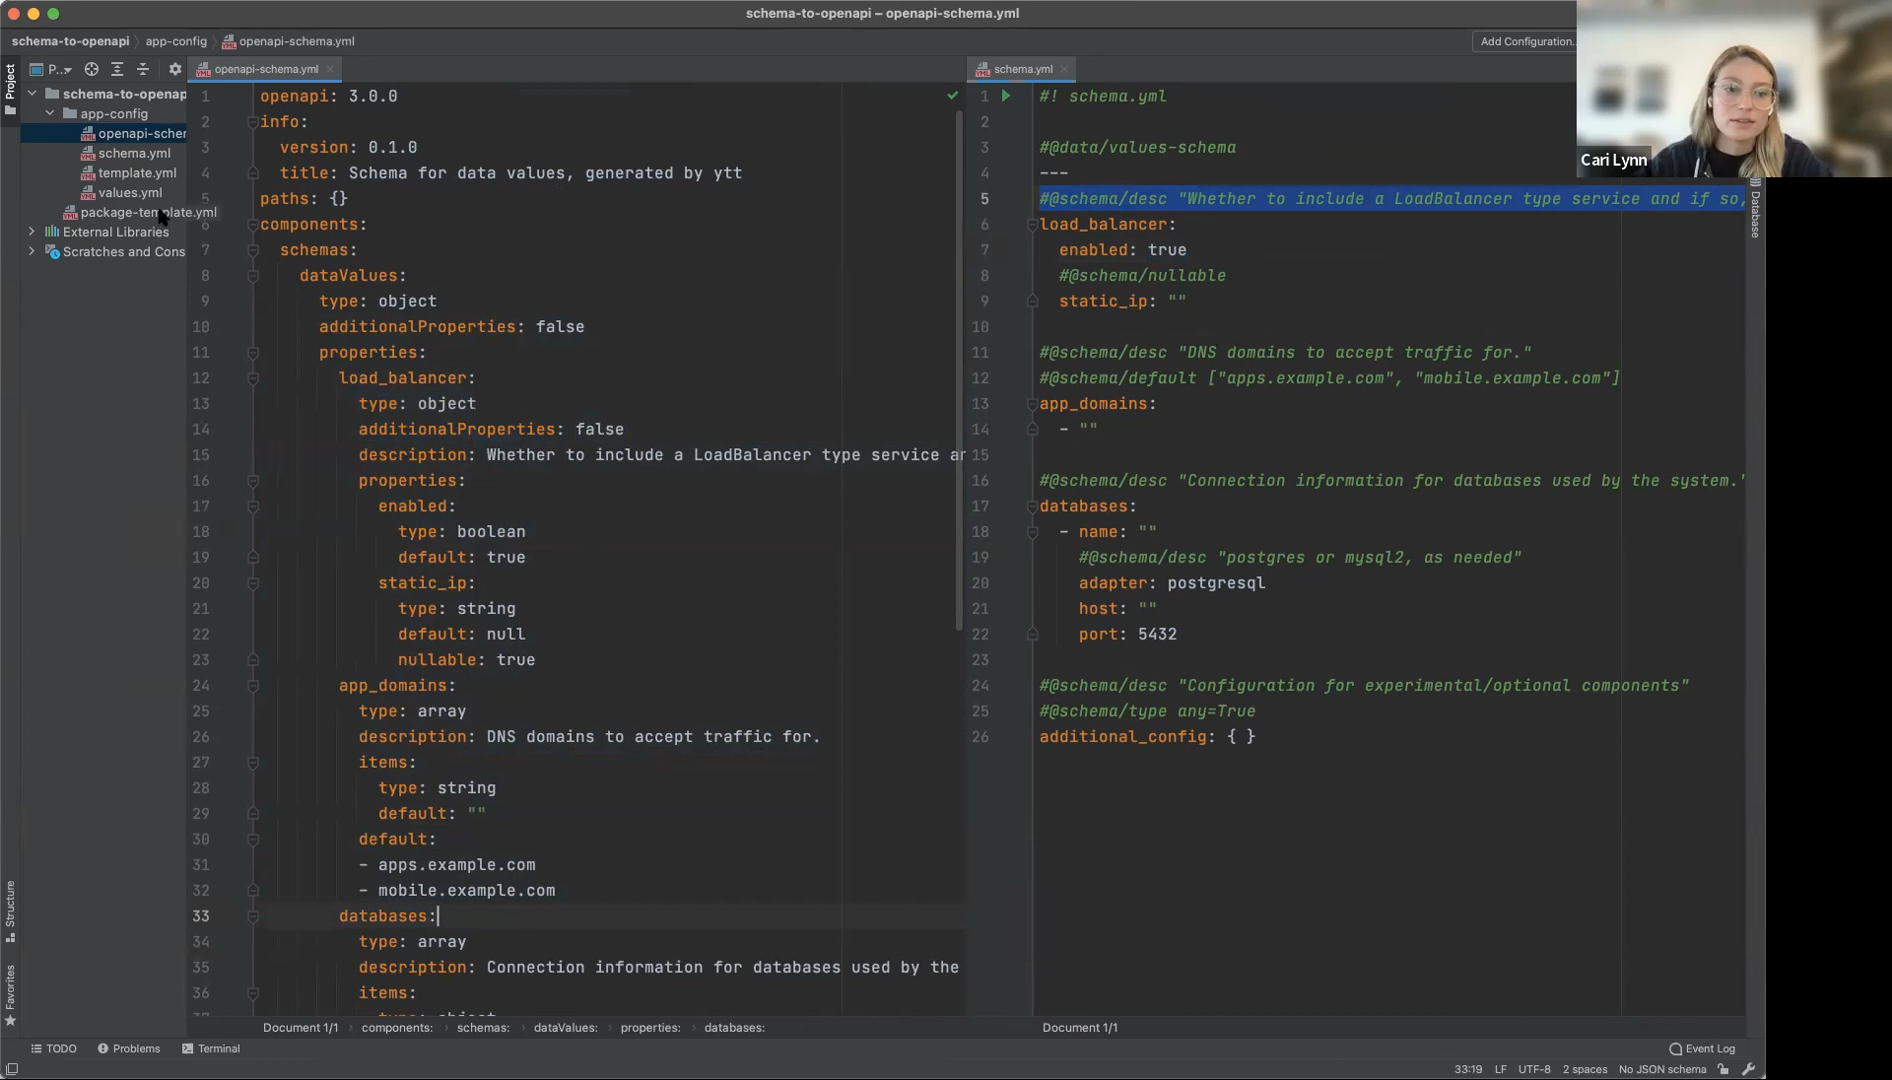 schema-to-openapi – openapi-schema.yml
schema-to-openapi
app-config
openapi-schema.yml
Add Configuration...
Cari Lynn
Project
P...
openapi-schema.yml
schema.yml
schema-to-openap
app-config
openapi-scher
schema.yml
template.yml
values.yml
package-template.yml
External Libraries
Scratches and Cons
1 openapi: 3.0.0
2 info:
3 version: 0.1.0
4 title: Schema for data values, generated by ytt
5 paths: {}
6 components:
7 schemas:
8 dataValues:
9 type: object
10 additionalProperties: false
11 properties:
12 load_balancer:
13 type: object
14 additionalProperties: false
15 description: Whether to include a LoadBalancer type service ar
16 properties:
17 enabled:
18 type: boolean
19 default: true
20 static_ip:
21 type: string
22 default: null
23 nullable: true
24 app_domains:
25 type: array
26 description: DNS domains to accept traffic for.
27 items:
28 type: string
29 default: ""
30 default:
31 - apps.example.com
32 - mobile.example.com
33 databases:
34 type: array
35 description: Connection information for databases used by the
36 items:
type: object
1 #! schema.yml
2
3 #@data/values-schema
4 ---
5 #@schema/desc "Whether to include a LoadBalancer type service and if so,
6 load_balancer:
7 enabled: true
8 #@schema/nullable
9 static_ip: ""
10
11 #@schema/desc "DNS domains to accept traffic for."
12 #@schema/default ["apps.example.com", "mobile.example.com"]
13 app_domains:
14 - ""
15
16 #@schema/desc "Connection information for databases used by the system."
17 databases:
18 - name: ""
19 #@schema/desc "postgres or mysql2, as needed"
20 adapter: postgresql
21 host: ""
22 port: 5432
23
24 #@schema/desc "Configuration for experimental/optional components"
25 #@schema/type any=True
26 additional_config: { }
Database
Structure
Favorites
Document 1/1 components: schemas: dataValues: properties: databases:
Document 1/1
TODO
Problems
Terminal
Event Log
33:19 LF UTF-8 2 spaces No JSON schema